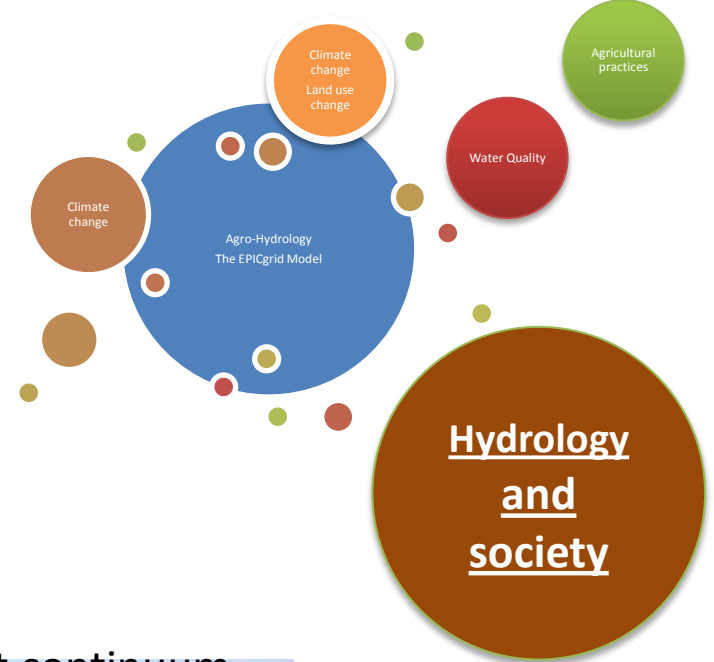 Climate
change
Land use
change
Agricultural
practices
Water Quality
Climate
change
Agro-Hydrology
The EPICgrid Model
Hydrology
and
society
continuum